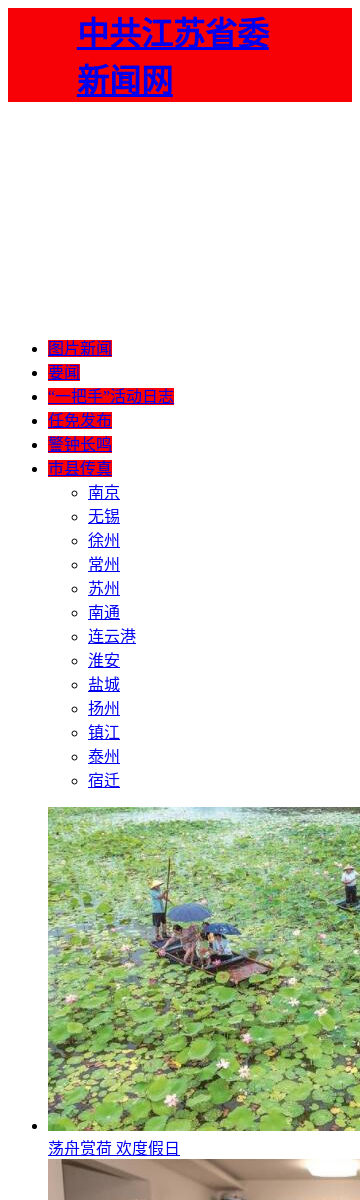 中共江苏省委
新闻网
图片新闻
要闻
“一把手”活动日志
任免发布
警钟长鸣
市县传真
南京
无锡
徐州
常州
苏州
南通
连云港
淮安
盐城
扬州
镇江
泰州
宿迁
荡舟赏荷 欢度假日